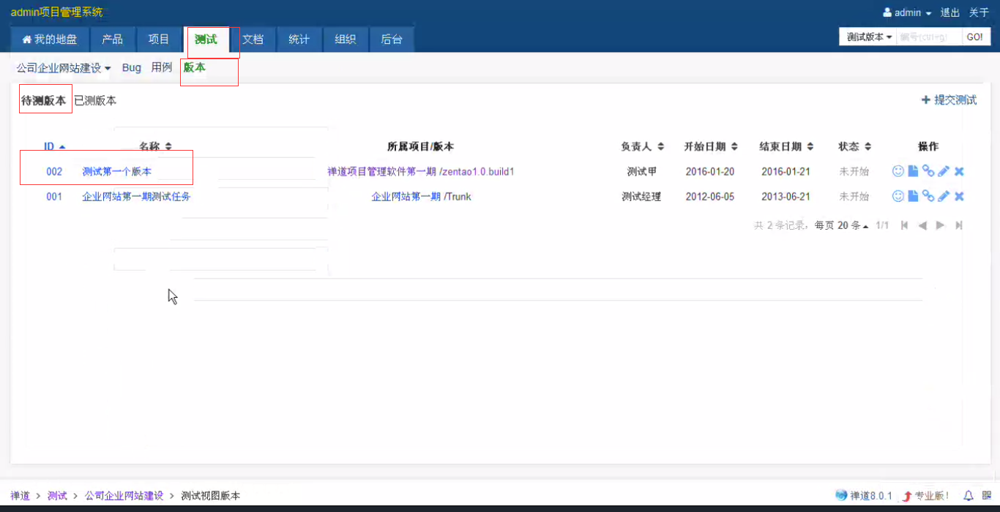 admin项目管理系统
admin 退出 关于
我的地盘 产品 项目 测试 文档 统计 组织 后台
测试版本 编号(ctrl+g) GO!
公司企业网站建设 Bug 用例 版本
待测版本 已测版本
提交测试
ID 名称 所属项目/版本 负责人 开始日期 结束日期 状态 操作
002 测试第一个版本 禅道项目管理软件第一期 /zentao1.0.build1 测试甲 2016-01-20 2016-01-21 未开始
001 企业网站第一期测试任务 企业网站第一期 /Trunk 测试经理 2012-06-05 2013-06-21 未开始
共 2 条记录, 每页 20 条 1/1
禅道 > 测试 > 公司企业网站建设 > 测试视图版本
禅道8.0.1 专业版!